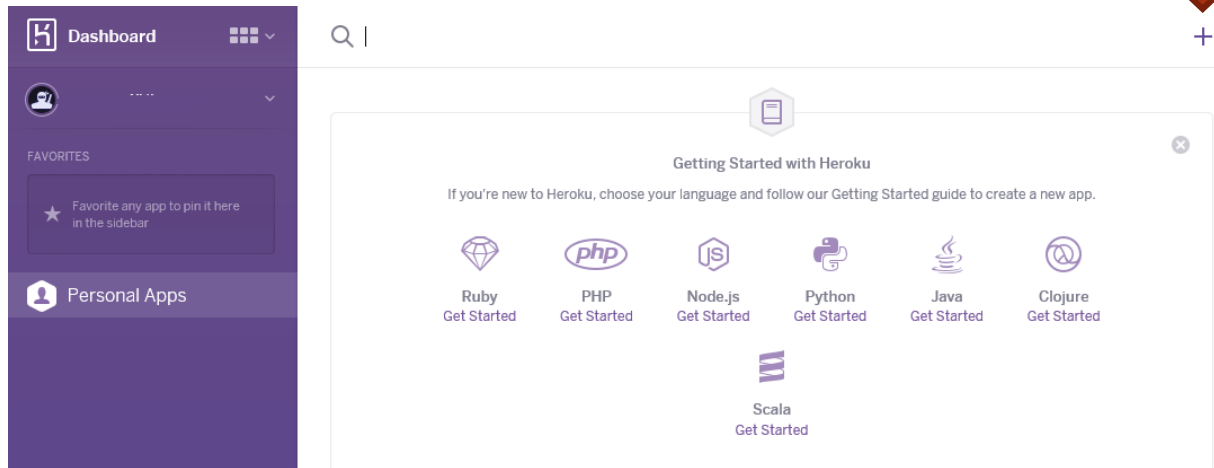 Dashboard
FAVORITES
Favorite any app to pin it here
in the sidebar
Personal Apps
Getting Started with Heroku
If you're new to Heroku, choose your language and follow our Getting Started guide to create a new app.
php
JS
Ruby
PHP
Node.js
Python
Java
Clojure
Get Started
Get Started
Get Started
Get Started
Get Started
Get Started
Scala
Get Started